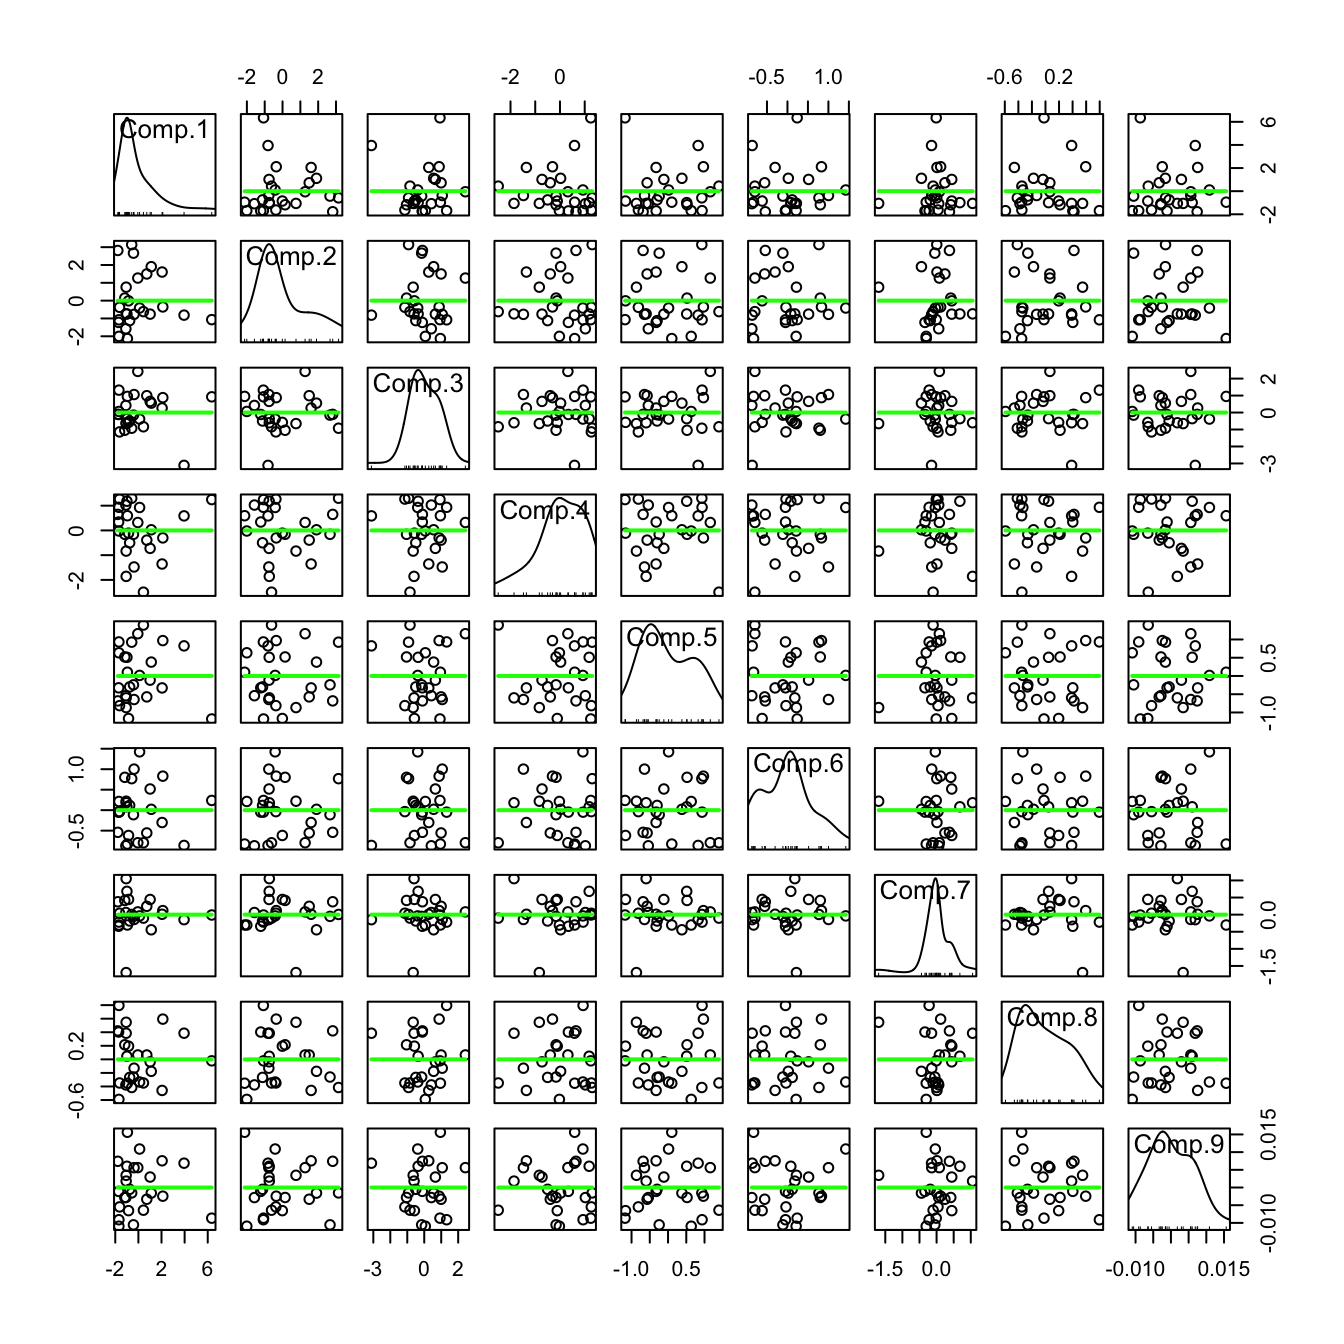 -2 0 2 -2 0 -0.5 1.0 -0.6 0.2
Comp.1 6 2 -2
2 0 -2 Comp.2
Comp.3 2 0 -3
0 -2 Comp.4
Comp.5 0.5 -1.0
1.0 -0.5 Comp.6
Comp.7 0.0 -1.5
0.2 -0.6 Comp.8
Comp.9 0.015 -0.010
-2 2 6 -3 0 2 -1.0 0.5 -1.5 0.0 -0.010 0.015